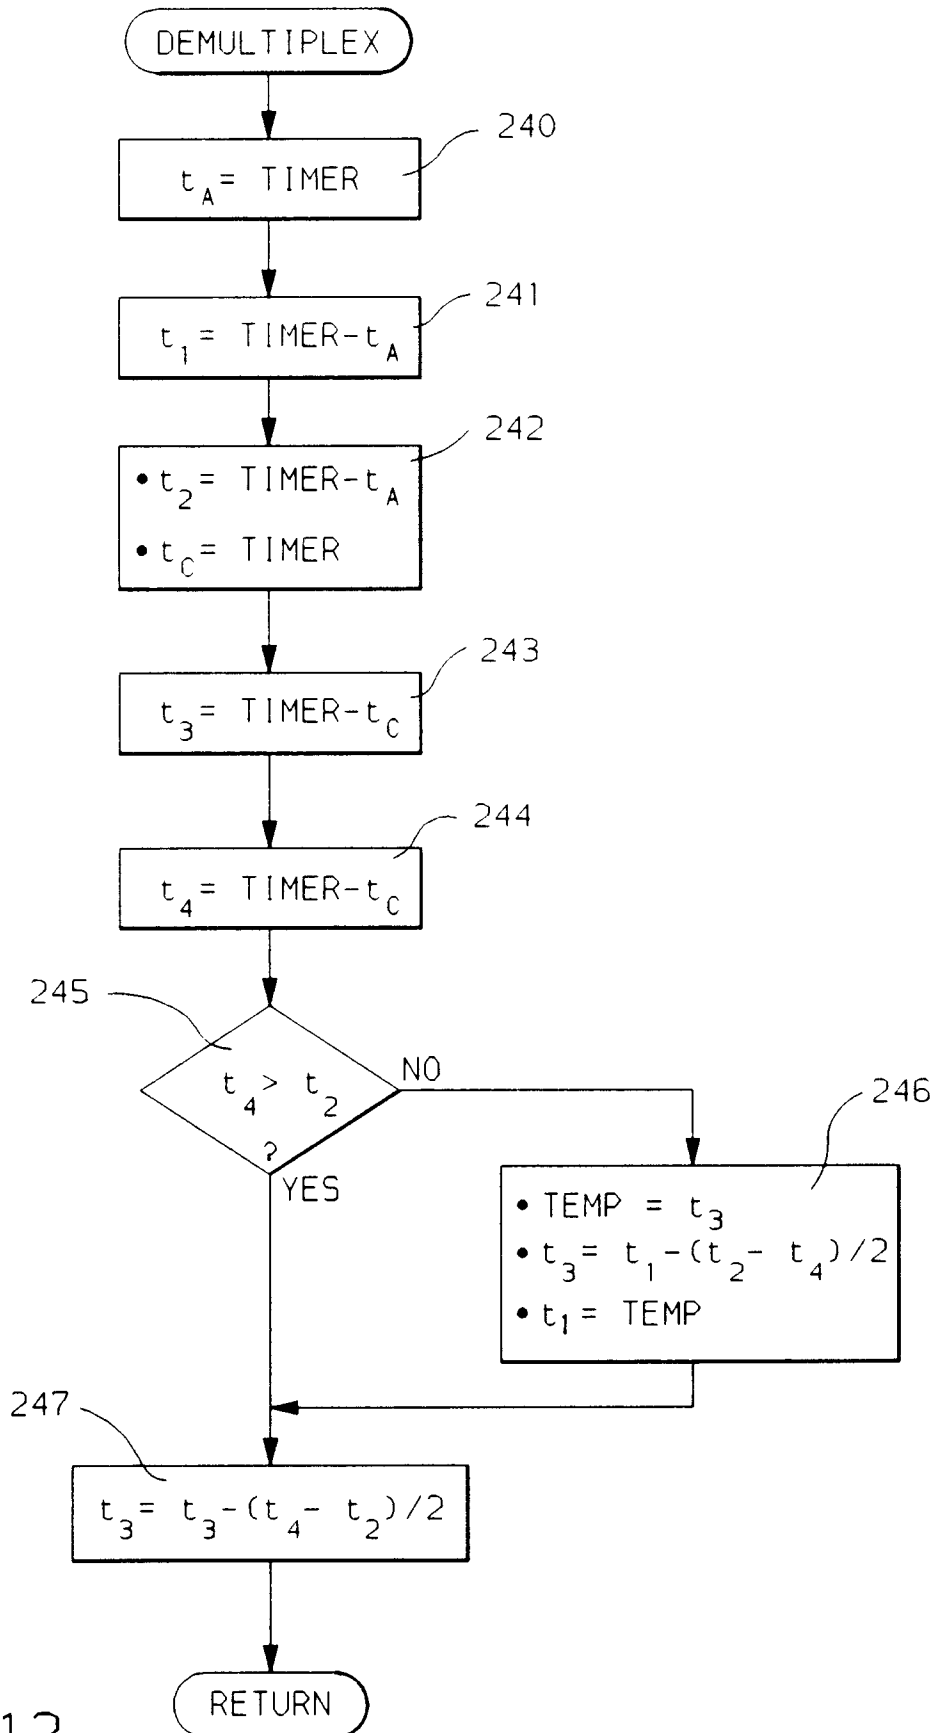 DEMULTIPLEX
240
t_A = TIMER
241
t_1 = TIMER-t_A
242
• t_2 = TIMER-t_A
• t_C = TIMER
243
t_3 = TIMER-t_C
244
t_4 = TIMER-t_C
245
t_4 > t_2
?
NO
YES
246
• TEMP = t_3
• t_3 = t_1-(t_2- t_4)/2
• t_1 = TEMP
247
t_3 = t_3-(t_4- t_2)/2
RETURN